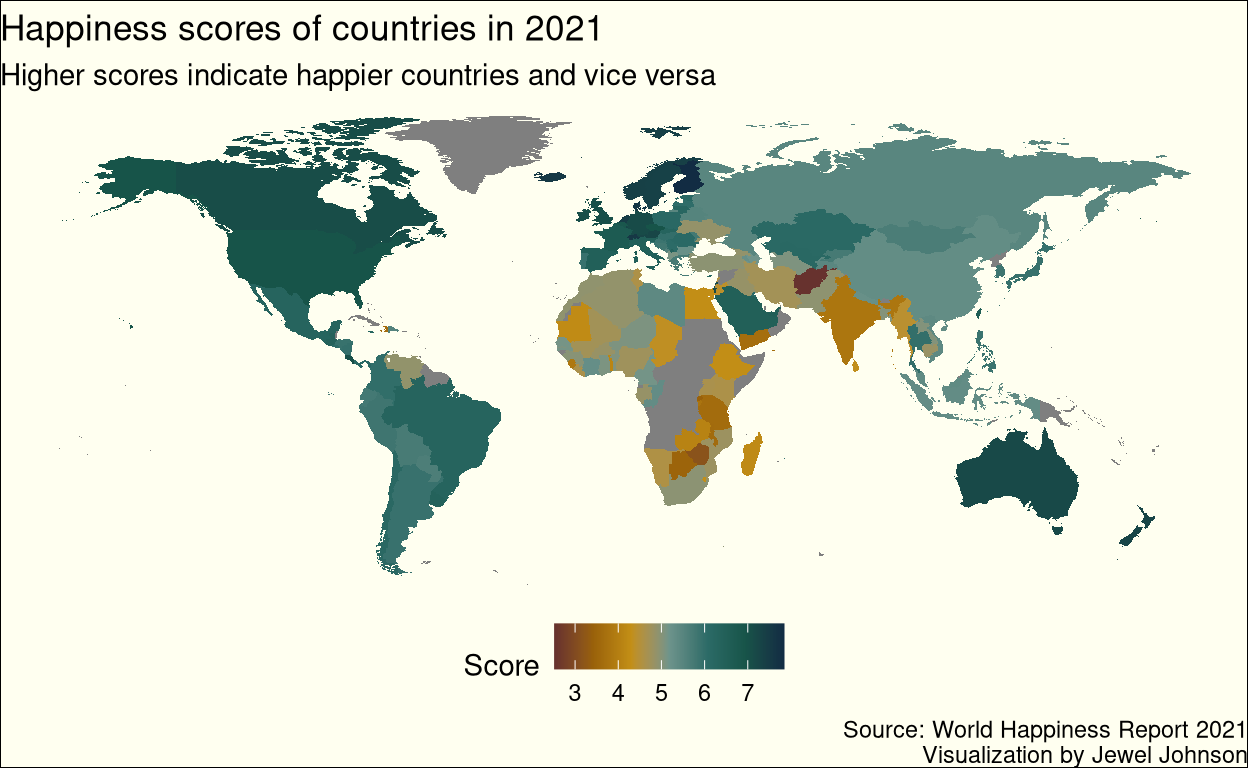 Happiness scores of countries in 2021
Higher scores indicate happier countries and vice versa
Score
3 4 5 6 7
Source: World Happiness Report 2021
Visualization by Jewel Johnson